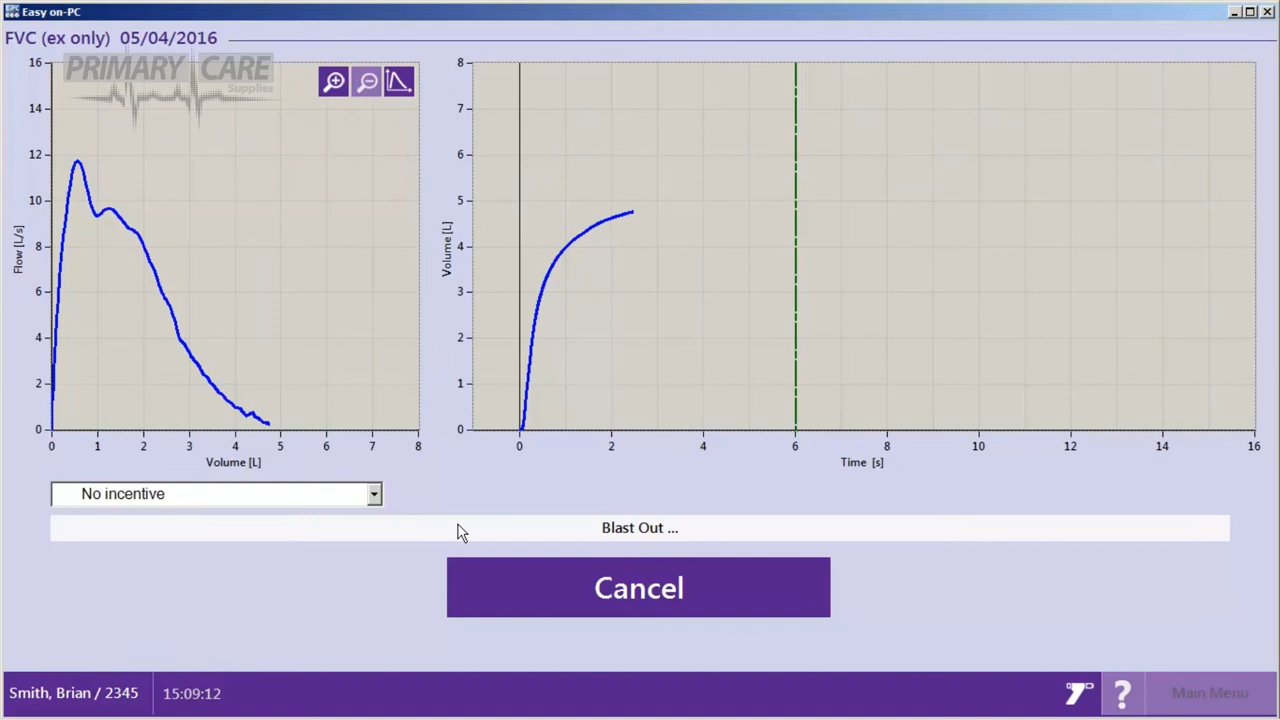 Easy on-PC
FVC (ex only) 05/04/2016
PRIMARY CARE
Supplies
16
14
12
10
8
6
4
2
0
Flow [L/s]
0 1 2 3 4 5 6 7 8
Volume [L]
8
7
6
5
4
3
2
1
0
Volume [L]
0 2 4 6 8 10 12 14 16
Time [s]
No incentive
Blast Out ...
Cancel
Smith, Brian / 2345
15:09:12
?
Main Menu